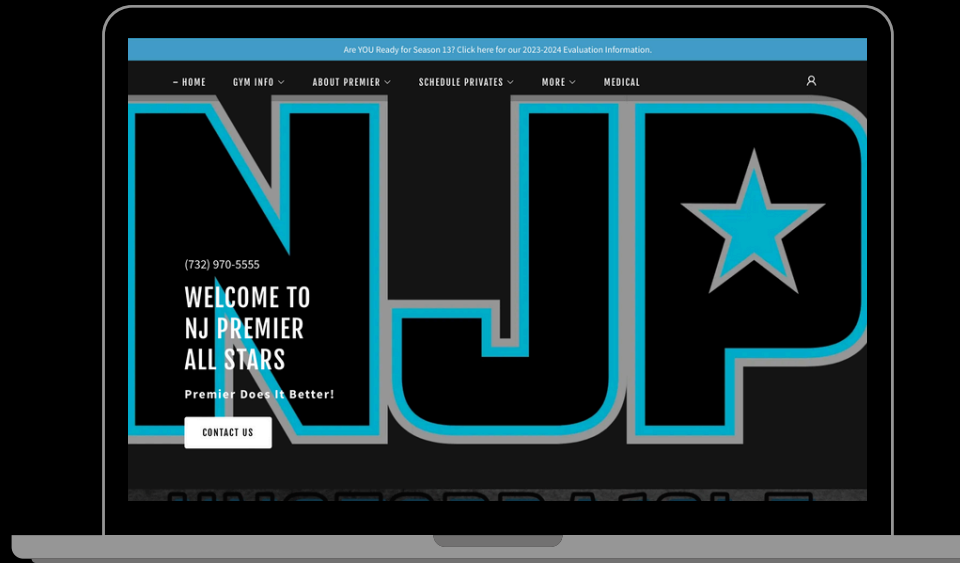 Are YOU Ready for Season 13? Click here for our 2023-2024 Evaluation Information.
– HOME GYM INFO ABOUT PREMIER SCHEDULE PRIVATES MORE MEDICAL
NJP
(732) 970-5555
WELCOME TO
NJ PREMIER
ALL STARS
Premier Does It Better!
CONTACT US